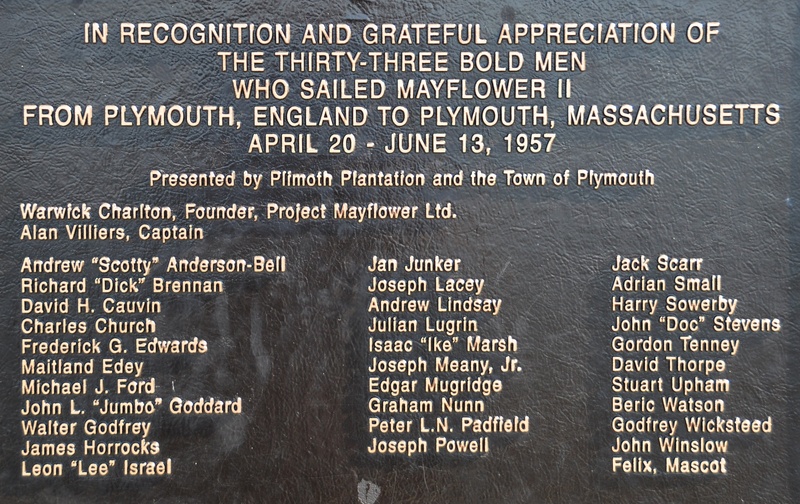 IN RECOGNITION AND GRATEFUL APPRECIATION OF
THE THIRTY-THREE BOLD MEN
WHO SAILED MAYFLOWER II
FROM PLYMOUTH, ENGLAND TO PLYMOUTH, MASSACHUSETTS
APRIL 20 - JUNE 13, 1957
Presented by Plimoth Plantation and the Town of Plymouth
Warwick Charlton, Founder, Project Mayflower Ltd.
Alan Villiers, Captain
Andrew "Scotty" Anderson-Bell
Richard "Dick" Brennan
David H. Cauvin
Charles Church
Frederick G. Edwards
Maitland Edey
Michael J. Ford
John L. "Jumbo" Goddard
Walter Godfrey
James Horrocks
Leon "Lee" Israel
Jan Junker
Joseph Lacey
Andrew Lindsay
Julian Lugrin
Isaac "Ike" Marsh
Joseph Meany, Jr.
Edgar Mugridge
Graham Nunn
Peter L.N. Padfield
Joseph Powell
Jack Scarr
Adrian Small
Harry Sowerby
John "Doc" Stevens
Gordon Tenney
David Thorpe
Stuart Upham
Beric Watson
Godfrey Wicksteed
John Winslow
Felix, Mascot